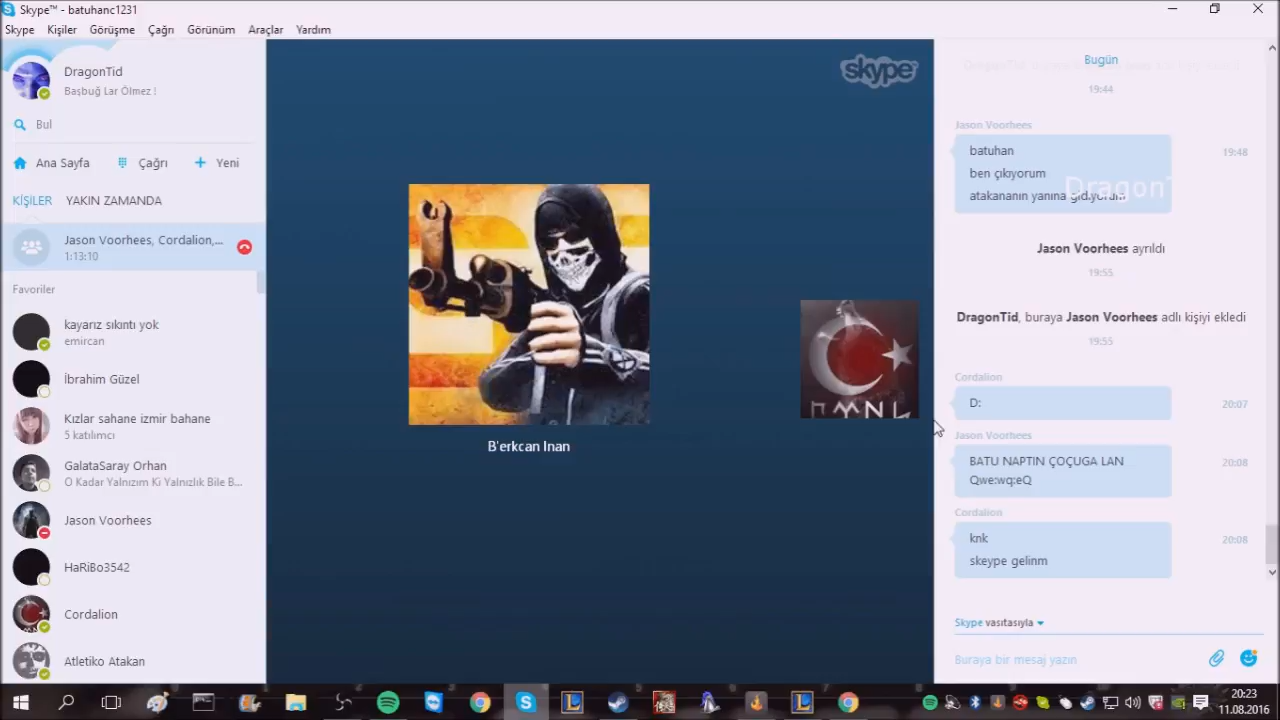 Skype™ - batuhanc1231
Skype Kişiler Görüşme Çağrı Görünüm Araçlar Yardım
DragonTid
Başbuğ Lar Ölmez !
Bul
Ana Sayfa Çağrı Yeni
KİŞİLER YAKIN ZAMANDA
Jason Voorhees, Cordalion,...
1:13:10
Favoriler
kayarız sıkıntı yok
emircan
İbrahim Güzel
Kızlar sahane izmir bahane
5 katılımcı
GalataSaray Orhan
O Kadar Yalnızım Ki Yalnızlık Bile B...
Jason Voorhees
HaRiBo3542
Cordalion
Atletiko Atakan
skype
B'erkcan Inan
Bugün
19:44
Jason Voorhees
batuhan 19:48
ben çıkıyorum
atakananın yanına gidiyorum
Jason Voorhees ayrıldı
19:55
DragonTid, buraya Jason Voorhees adlı kişiyi ekledi
19:55
Cordalion
D: 20:07
Jason Voorhees
BATU NAPTIN ÇOÇUGA LAN 20:08
Qwe:wq:eQ
Cordalion
knk 20:08
skeype gelinm
Skype vasıtasıyla
Buraya bir mesaj yazın
20:23
11.08.2016